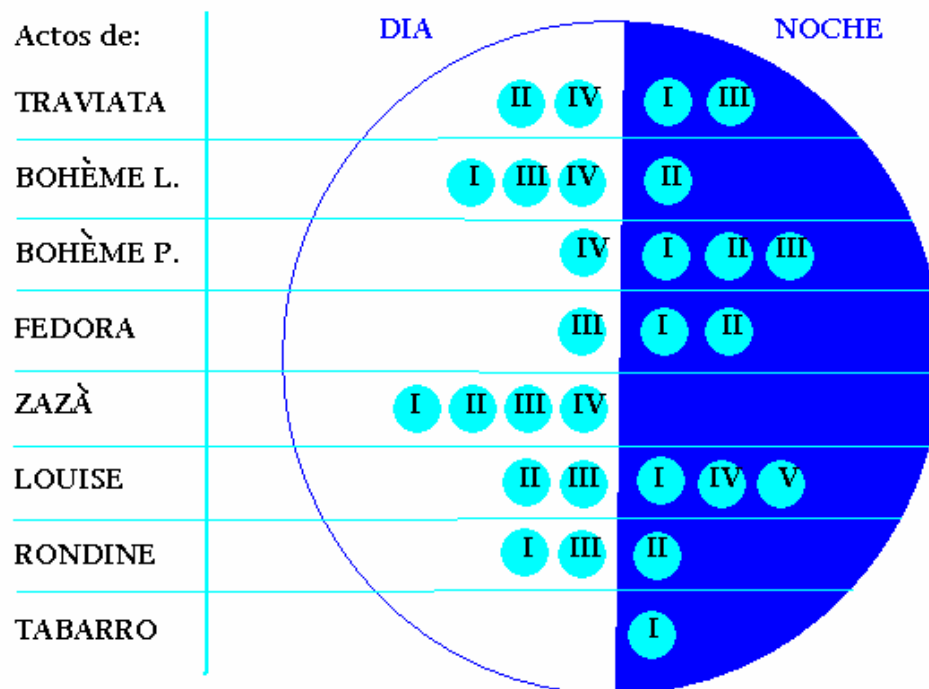 Actos de: DIA NOCHE
TRAVIATA II IV I III
BOHÈME L. I III IV II
BOHÈME P. IV I II III
FEDORA III I II
ZAZÀ I II III IV
LOUISE II III I IV V
RONDINE I III II
TABARRO I